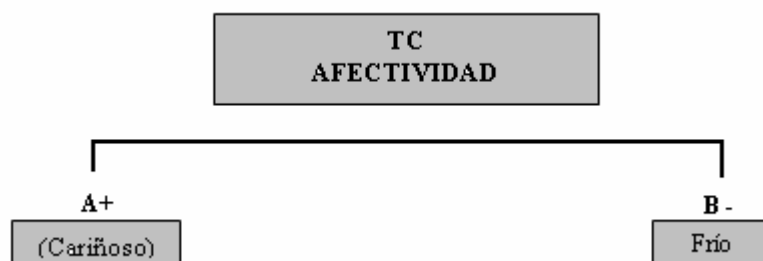 TC
AFECTIVIDAD
A+
B -
(Cariñoso)
Frío